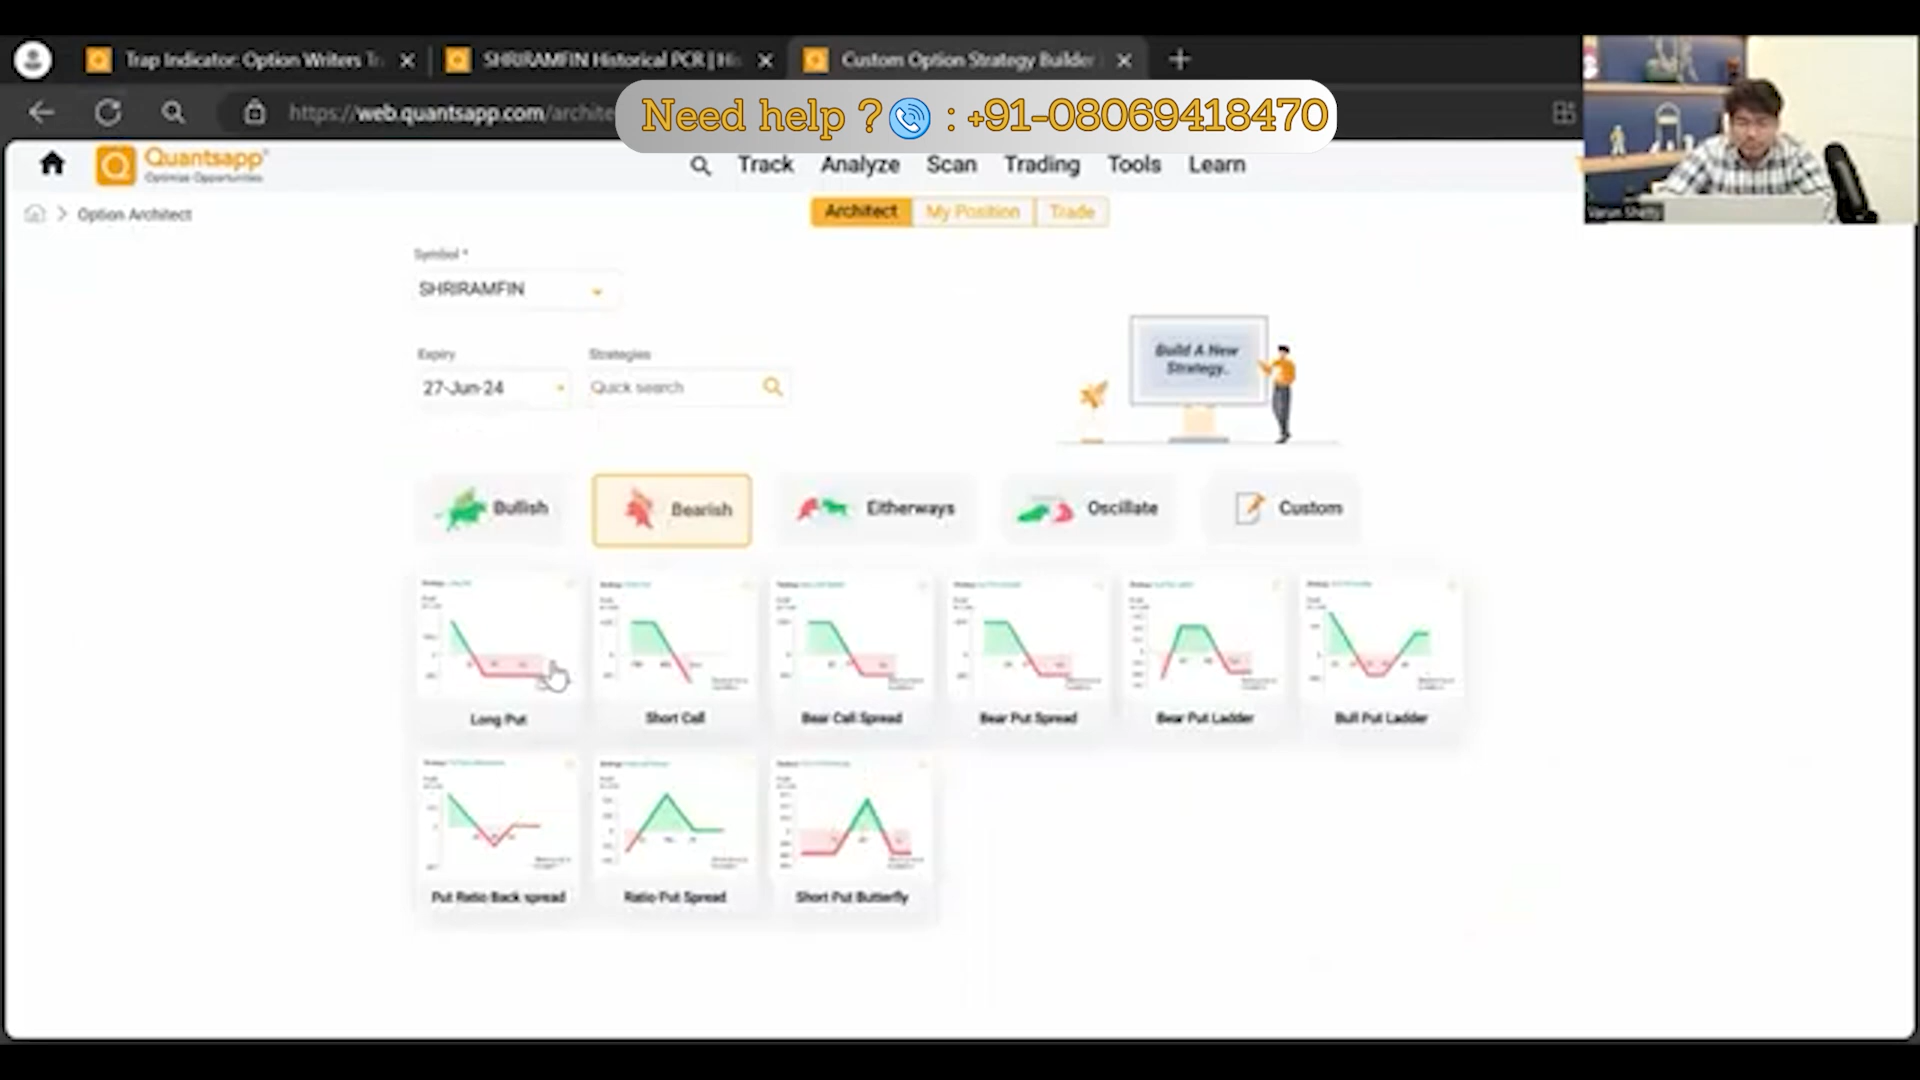 Trap Indicator: Option Writers Tr
SHRIRAMFIN Historical PCR | Hi
Custom Option Strategy Builder
https://web.quantsapp.com/archite
Need help ? : +91-08069418470
Quantsapp
Optimize Opportunities
Track
Analyze
Scan
Trading
Tools
Learn
Option Architect
Architect
My Position
Trade
Varun Shetty
Symbol *
SHRIRAMFIN
Expiry
Strategies
27-Jun-24
Quick search
Build A New
Strategy..
Bullish
Bearish
Eitherways
Oscillate
Custom
Long Put
Short Call
Bear Call Spread
Bear Put Spread
Bear Put Ladder
Bull Put Ladder
Put Ratio Back spread
Ratio Put Spread
Short Put Butterfly